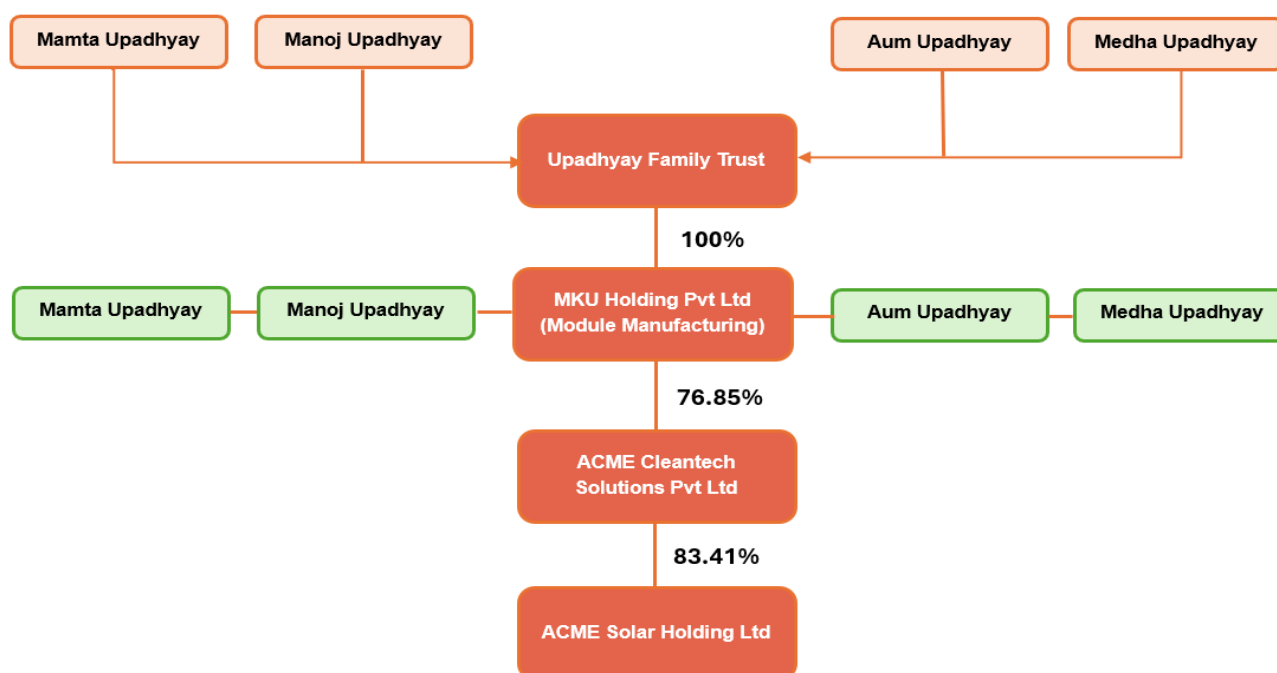 Mamta Upadhyay
Manoj Upadhyay
Aum Upadhyay
Medha Upadhyay
Upadhyay Family Trust
100%
Mamta Upadhyay
Manoj Upadhyay
MKU Holding Pvt Ltd
(Module Manufacturing)
Aum Upadhyay
Medha Upadhyay
76.85%
ACME Cleantech
Solutions Pvt Ltd
83.41%
ACME Solar Holding Ltd